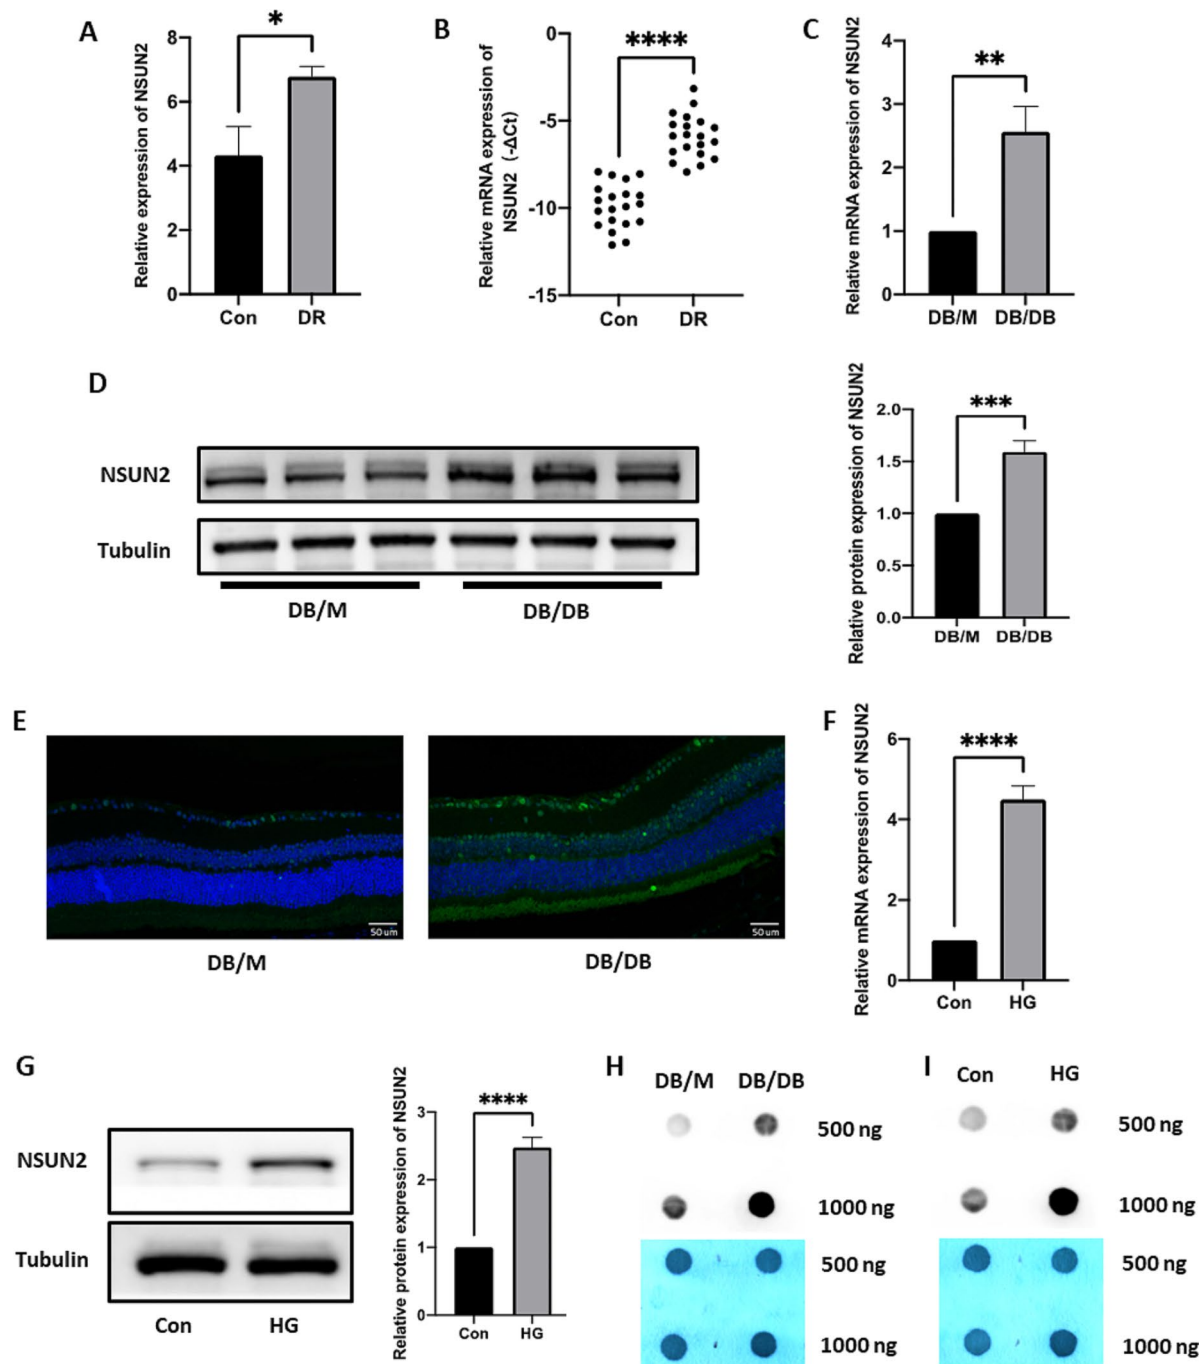 A
Relative expression of NSUN2
8
6
4
2
0
*
Con DR
B
Relative mRNA expression of
NSUN2 (-ΔCt)
0
-5
-10
-15
****
Con DR
C
Relative mRNA expression of NSUN2
4
3
2
1
0
**
DB/M DB/DB
D
NSUN2
Tubulin
DB/M DB/DB
Relative protein expression of NSUN2
2.0
1.5
1.0
0.5
0.0
***
DB/M DB/DB
E
50 um
50 um
DB/M DB/DB
F
Relative mRNA expression of NSUN2
6
4
2
0
****
Con HG
G
NSUN2
Tubulin
Con HG
Relative protein expression of NSUN2
3
2
1
0
****
Con HG
H
DB/M DB/DB
500 ng
1000 ng
500 ng
1000 ng
I
Con HG
500 ng
1000 ng
500 ng
1000 ng